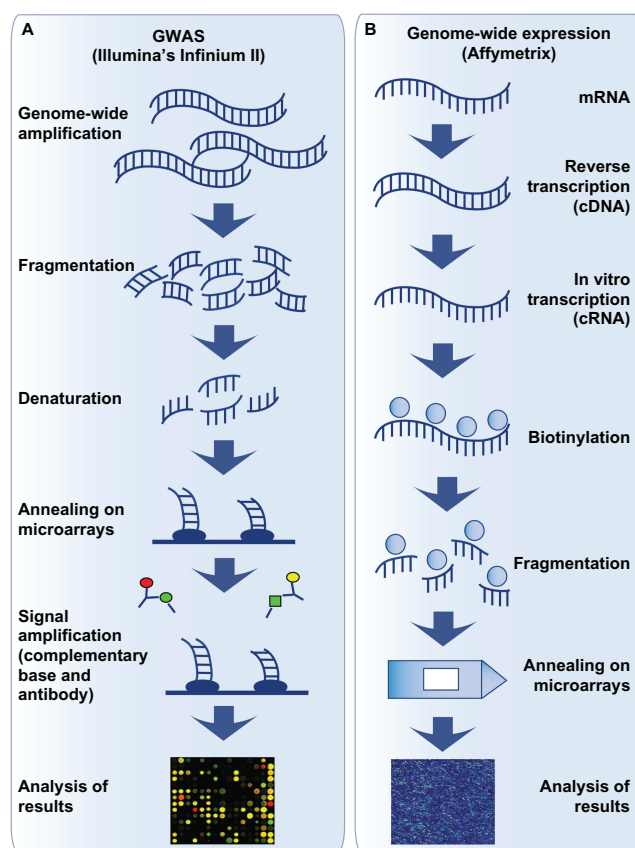 A
GWAS
(Illumina's Infinium II)
Genome-wide
amplification
Fragmentation
Denaturation
Annealing on
microarrays
Signal
amplification
(complementary
base and
antibody)
Analysis of
results
B
Genome-wide expression
(Affymetrix)
mRNA
Reverse
transcription
(cDNA)
In vitro
transcription
(cRNA)
Biotinylation
Fragmentation
Annealing on
microarrays
Analysis of
results